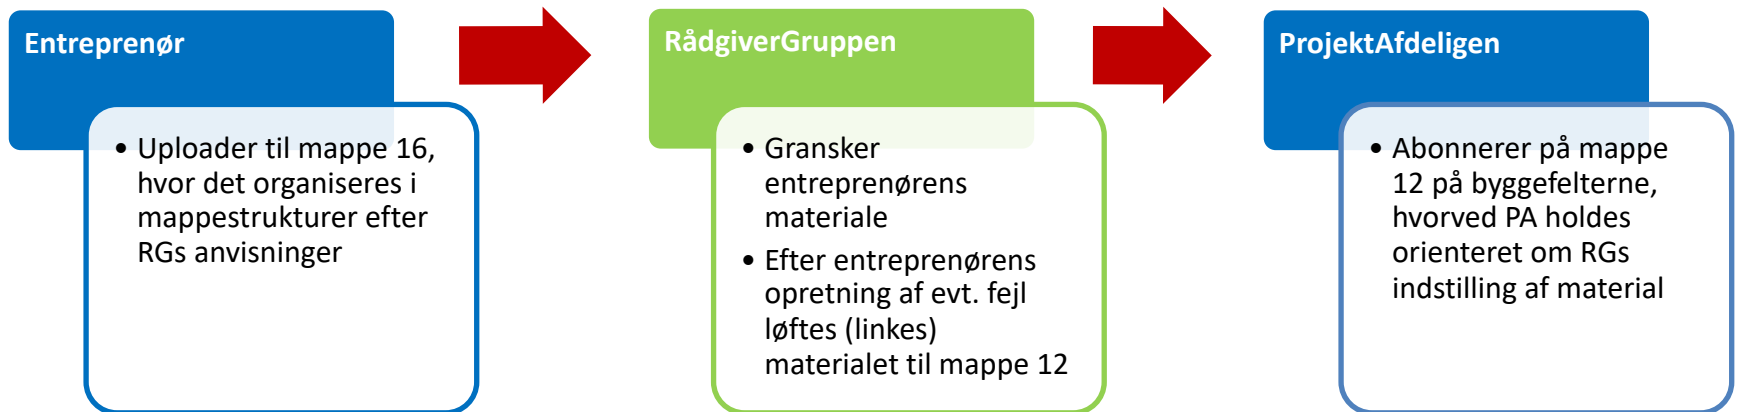 Entreprenør
• Uploader til mappe 16,
hvor det organiseres i
mappestrukturer efter
RGs anvisninger
RådgiverGruppen
• Gransker
entreprenørens
materiale
• Efter entreprenørens
opretning af evt. fejl
løftes (linkes)
materialet til mappe 12
ProjektAfdeligen
• Abonnerer på mappe
12 på byggefelterne,
hvorved PA holdes
orienteret om RGs
indstilling af material